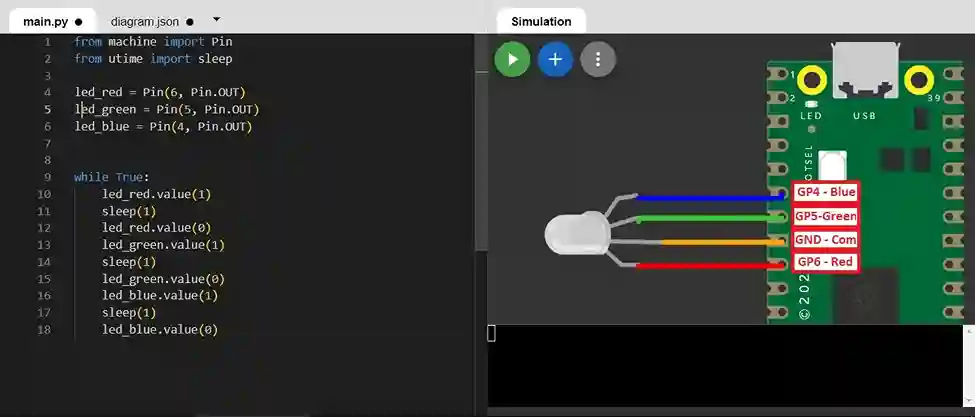 main.py
diagram.json
Simulation
1 from machine import Pin
2 from utime import sleep
3
4 led_red = Pin(6, Pin.OUT)
5 led_green = Pin(5, Pin.OUT)
6 led_blue = Pin(4, Pin.OUT)
7
8
9 while True:
10 led_red.value(1)
11 sleep(1)
12 led_red.value(0)
13 led_green.value(1)
14 sleep(1)
15 led_green.value(0)
16 led_blue.value(1)
17 sleep(1)
18 led_blue.value(0)
1
2
39
LED
USB
OTSEL
GP4 - Blue
GP5-Green
GND - Com
GP6 - Red
© 202